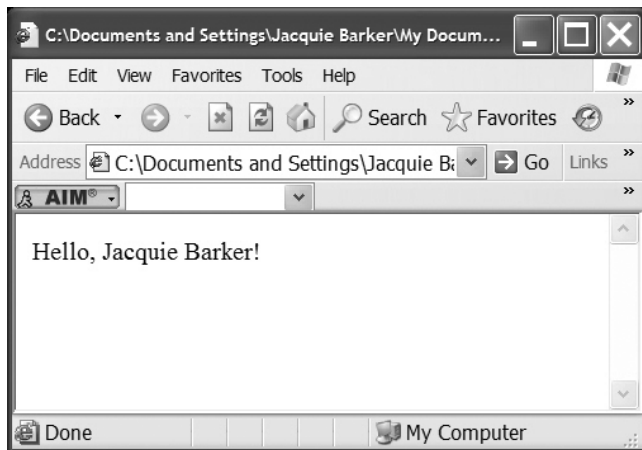 C:\Documents and Settings\Jacquie Barker\My Docum...
File Edit View Favorites Tools Help
Back Search Favorites »
Address C:\Documents and Settings\Jacquie Ba Go Links »
AIM® »
Hello, Jacquie Barker!
Done My Computer